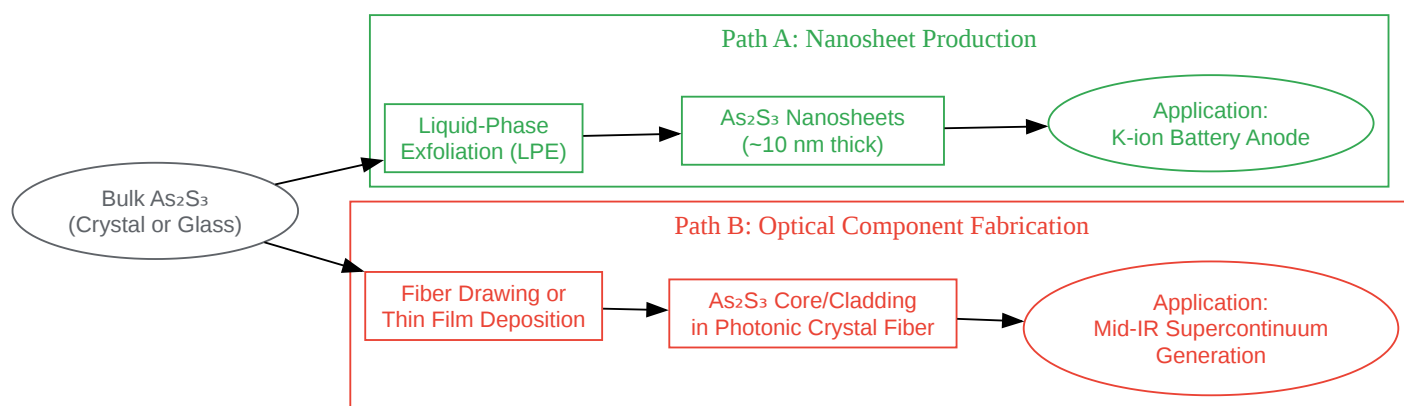 Path A: Nanosheet Production
Liquid-Phase
Exfoliation (LPE)
As₂S₃ Nanosheets
(~10 nm thick)
Application:
K-ion Battery Anode
Bulk As₂S₃
(Crystal or Glass)
Path B: Optical Component Fabrication
Fiber Drawing or
Thin Film Deposition
As₂S₃ Core/Cladding
in Photonic Crystal Fiber
Application:
Mid-IR Supercontinuum
Generation